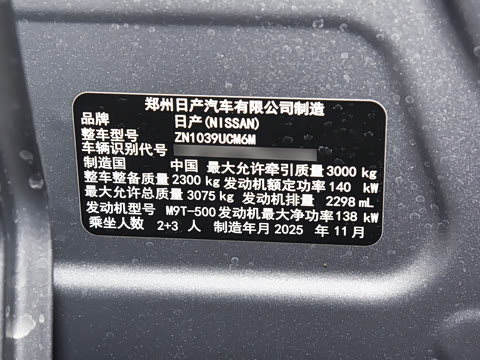 郑州日产汽车有限公司制造
品牌 日产(NISSAN)
整车型号 ZN1039UCM6M
车辆识别代号
制造国 中国 最大允许牵引质量 3000 kg
整车整备质量 2300 kg 发动机额定功率 140 kW
最大允许总质量 3075 kg 发动机排量 2298 mL
发动机型号 M9T-500 发动机最大净功率 138 kW
乘坐人数 2+3 人 制造年月 2025 年 11 月